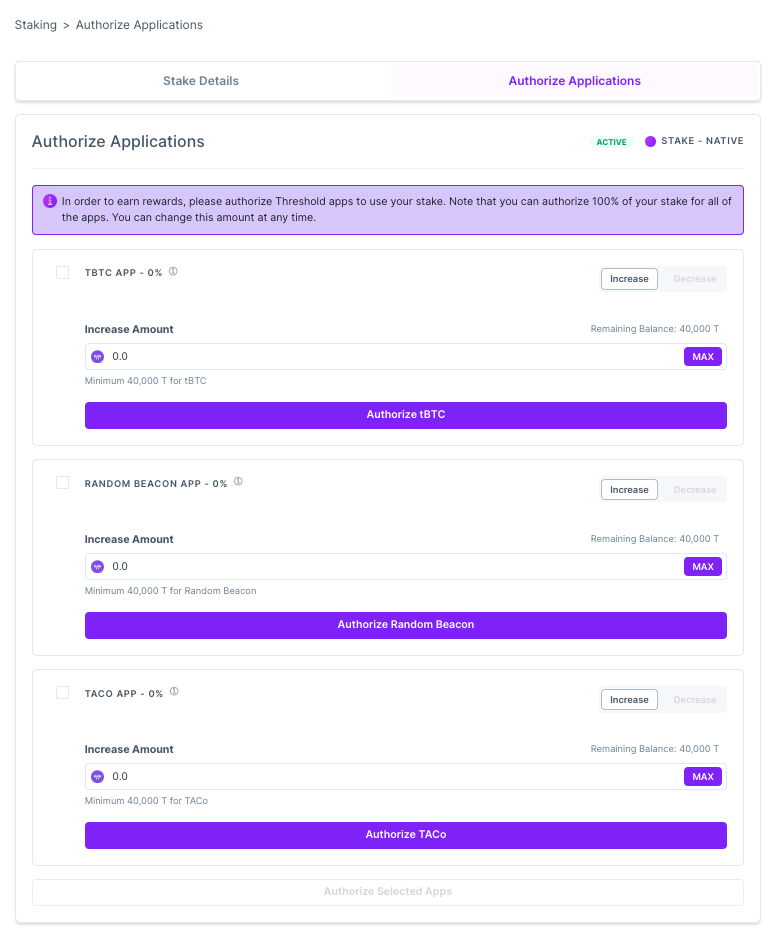 Staking > Authorize Applications
Stake Details
Authorize Applications
Authorize Applications
ACTIVE
STAKE - NATIVE
In order to earn rewards, please authorize Threshold apps to use your stake. Note that you can authorize 100% of your stake for all of
the apps. You can change this amount at any time.
TBTC APP - 0%
Increase
Decrease
Increase Amount
Remaining Balance: 40,000 T
0.0
MAX
Minimum 40,000 T for tBTC
Authorize tBTC
RANDOM BEACON APP - 0%
Increase
Decrease
Increase Amount
Remaining Balance: 40,000 T
0.0
MAX
Minimum 40,000 T for Random Beacon
Authorize Random Beacon
TACO APP - 0%
Increase
Decrease
Increase Amount
Remaining Balance: 40,000 T
0.0
MAX
Minimum 40,000 T for TACo
Authorize TACo
Authorize Selected Apps